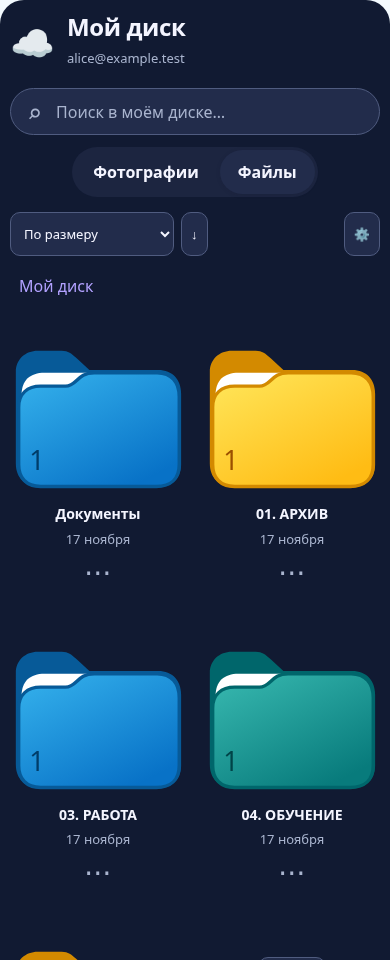 Мой диск
alice@example.test
Поиск в моём диске...
Фотографии
Файлы
По размеру
↓
Мой диск
1
1
Документы
01. АРХИВ
17 ноября
17 ноября
...
...
1
1
03. РАБОТА
04. ОБУЧЕНИЕ
17 ноября
17 ноября
...
...